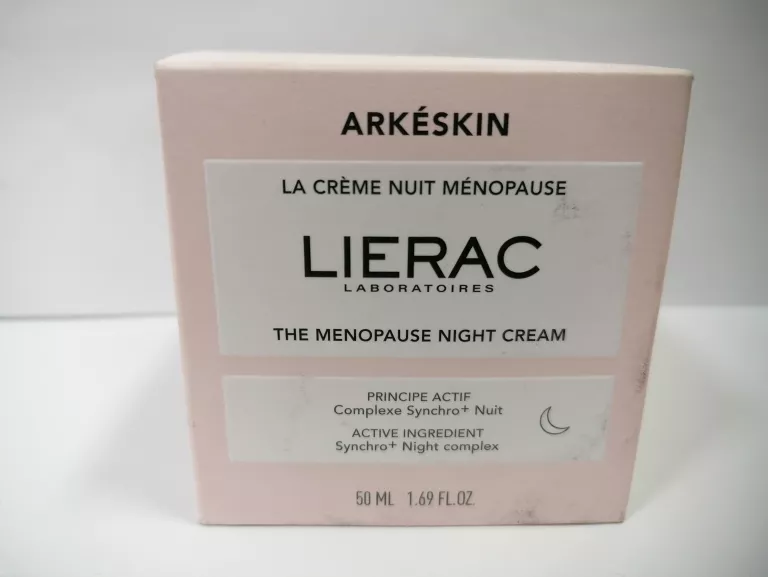 ARKÉSKIN
LA CRÈME NUIT MÉNOPAUSE
LIERAC
LABORATOIRES
THE MENOPAUSE NIGHT CREAM
PRINCIPE ACTIF
Complexe Synchro+ Nuit
ACTIVE INGREDIENT
Synchro+ Night complex
50 ML 1.69 FL.OZ.